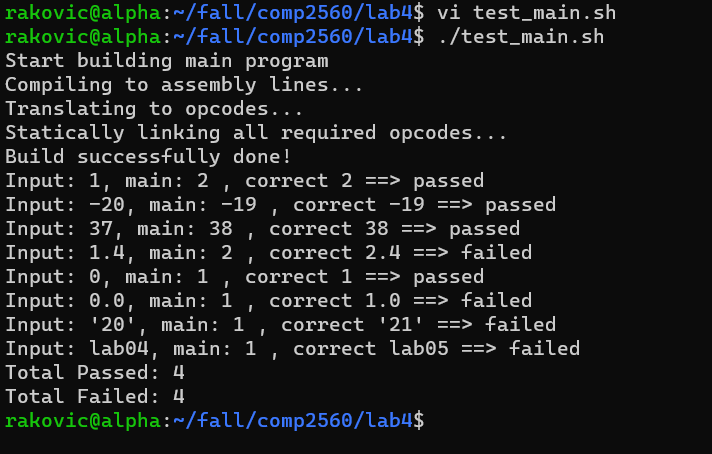 rakovic@alpha:~/fall/comp2560/lab4$ vi test_main.sh
rakovic@alpha:~/fall/comp2560/lab4$ ./test_main.sh
Start building main program
Compiling to assembly lines...
Translating to opcodes...
Statically linking all required opcodes...
Build successfully done!
Input: 1, main: 2 , correct 2 ==> passed
Input: -20, main: -19 , correct -19 ==> passed
Input: 37, main: 38 , correct 38 ==> passed
Input: 1.4, main: 2 , correct 2.4 ==> failed
Input: 0, main: 1 , correct 1 ==> passed
Input: 0.0, main: 1 , correct 1.0 ==> failed
Input: '20', main: 1 , correct '21' ==> failed
Input: lab04, main: 1 , correct lab05 ==> failed
Total Passed: 4
Total Failed: 4
rakovic@alpha:~/fall/comp2560/lab4$